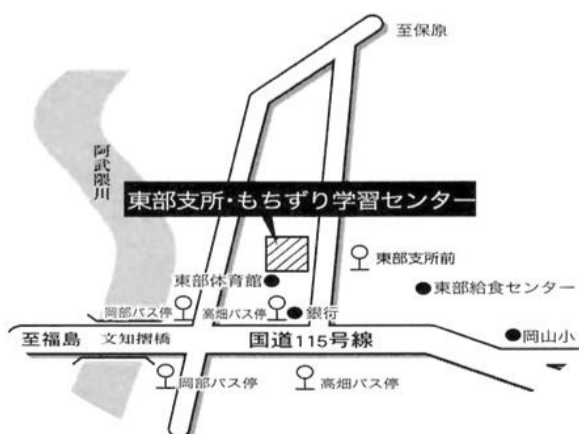 至保原
阿武隈川
東部支所・もちずり学習センター
東部支所前
東部体育館
東部給食センター
岡部バス停
高畑バス停
銀行
岡山小
至福島
文知摺橋
国道115号線
岡部バス停
高畑バス停